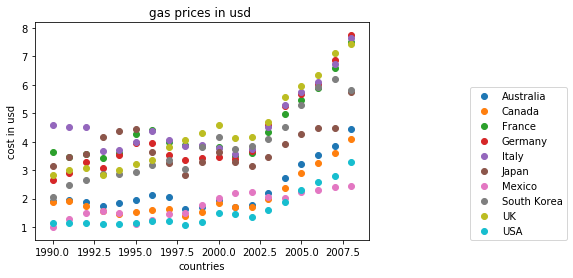 gas prices in usd
cost in usd
8
7
6
5
4
3
2
1
1990.0 1992.5 1995.0 1997.5 2000.0 2002.5 2005.0 2007.5
countries
Australia
Canada
France
Germany
Italy
Japan
Mexico
South Korea
UK
USA